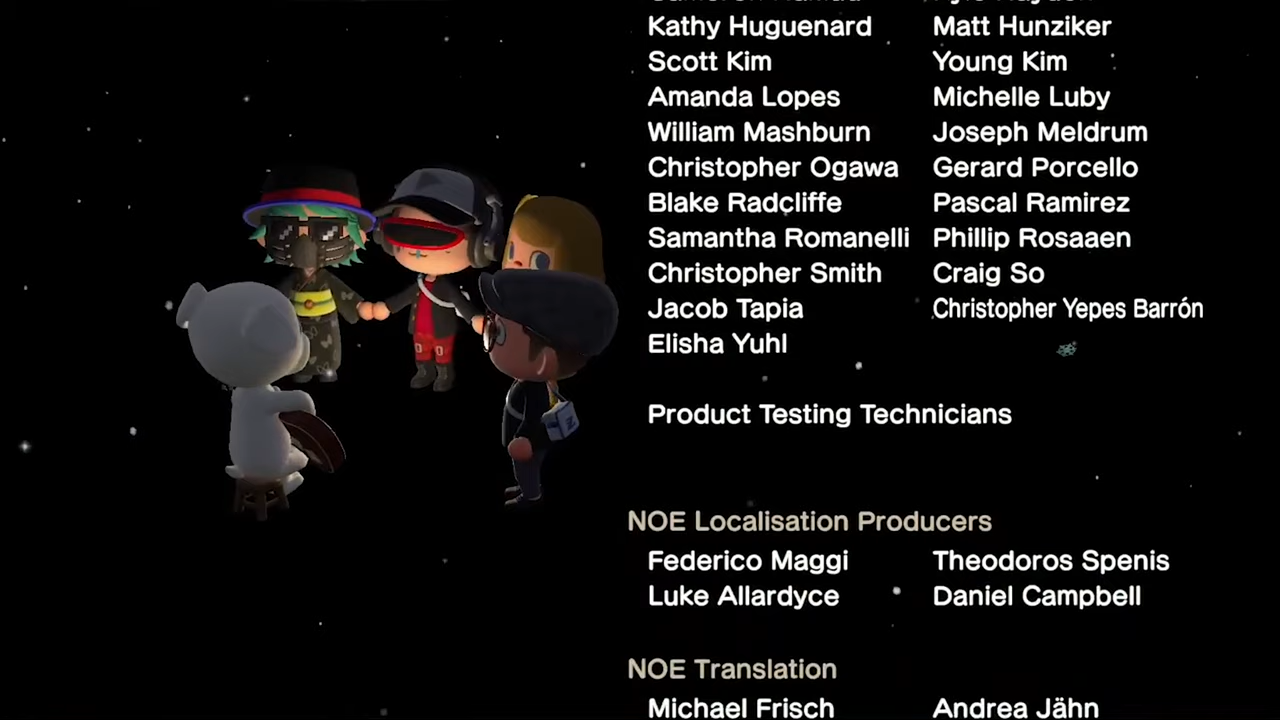 Kathy Huguenard Matt Hunziker
Scott Kim Young Kim
Amanda Lopes Michelle Luby
William Mashburn Joseph Meldrum
Christopher Ogawa Gerard Porcello
Blake Radcliffe Pascal Ramirez
Samantha Romanelli Phillip Rosaaen
Christopher Smith Craig So
Jacob Tapia Christopher Yepes Barrón
Elisha Yuhl
Product Testing Technicians
NOE Localisation Producers
Federico Maggi Theodoros Spenis
Luke Allardyce Daniel Campbell
NOE Translation
Michael Frisch Andrea Jähn